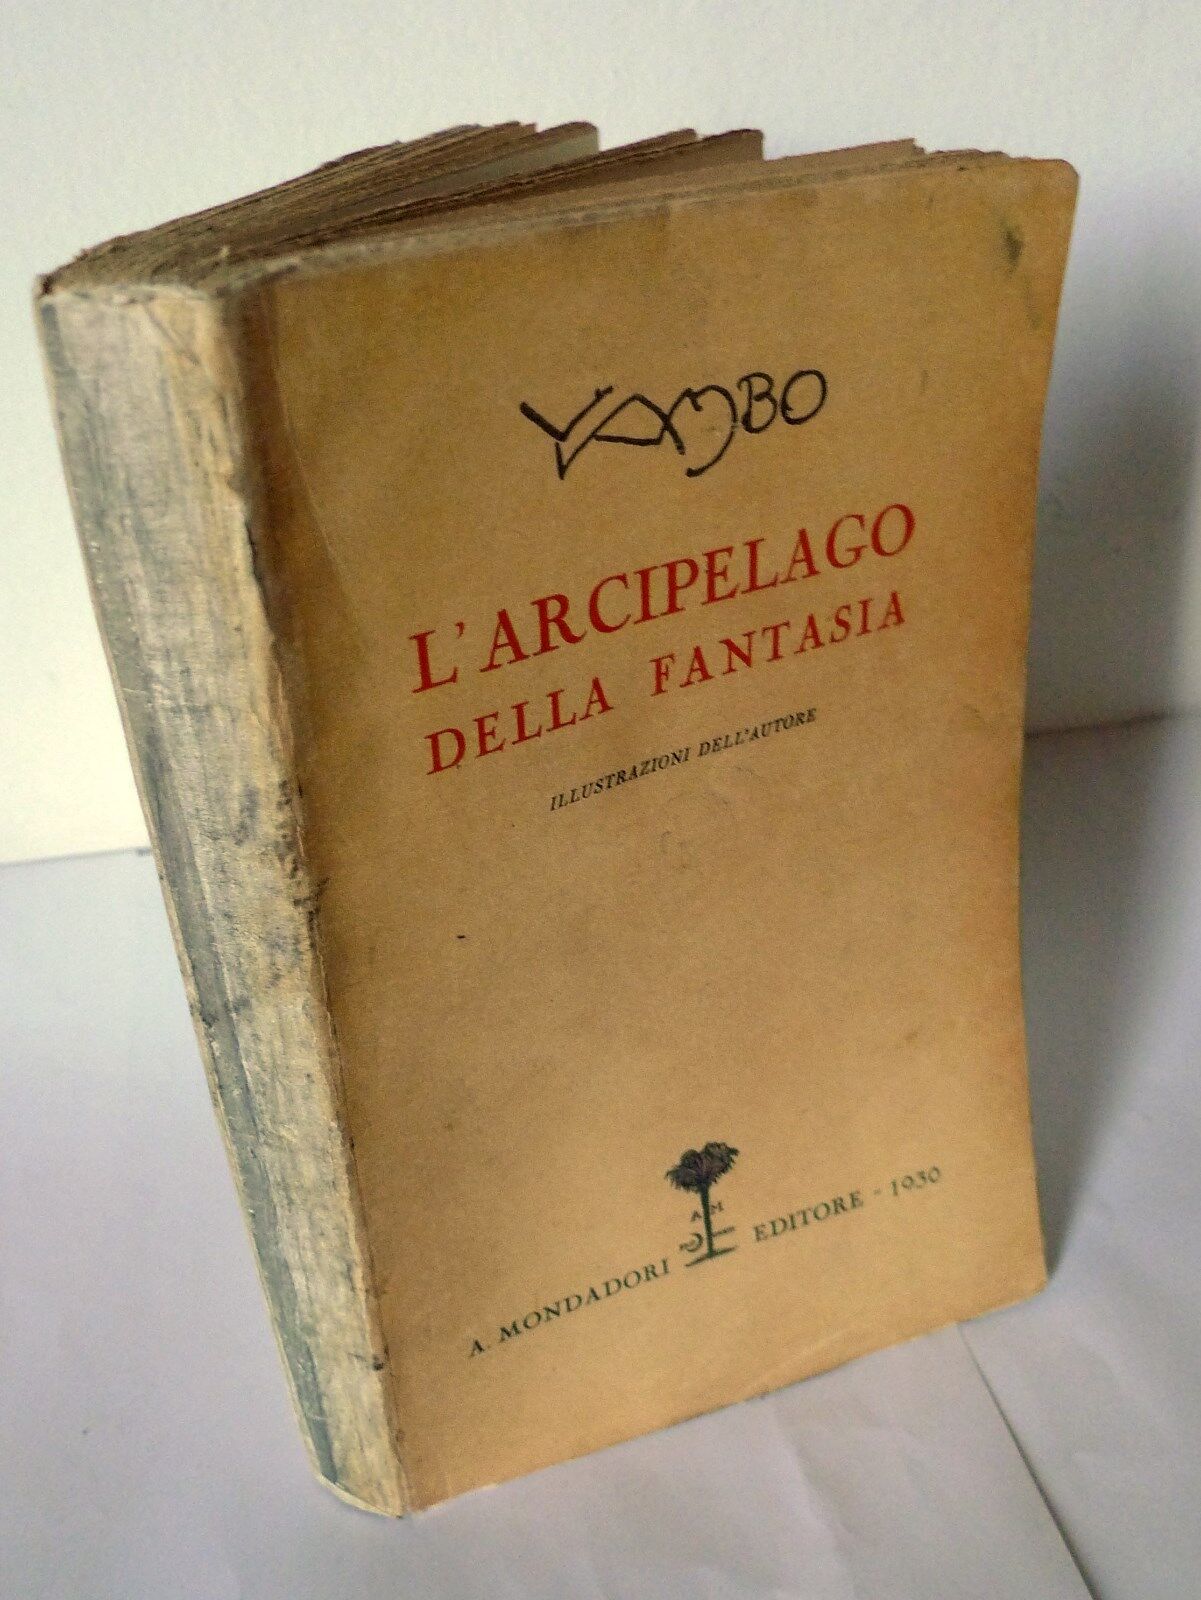 YAMBO
L'ARCIPELAGO
DELLA FANTASIA
ILLUSTRAZIONI DELL'AUTORE
A M
A. MONDADORI EDITORE - 1930